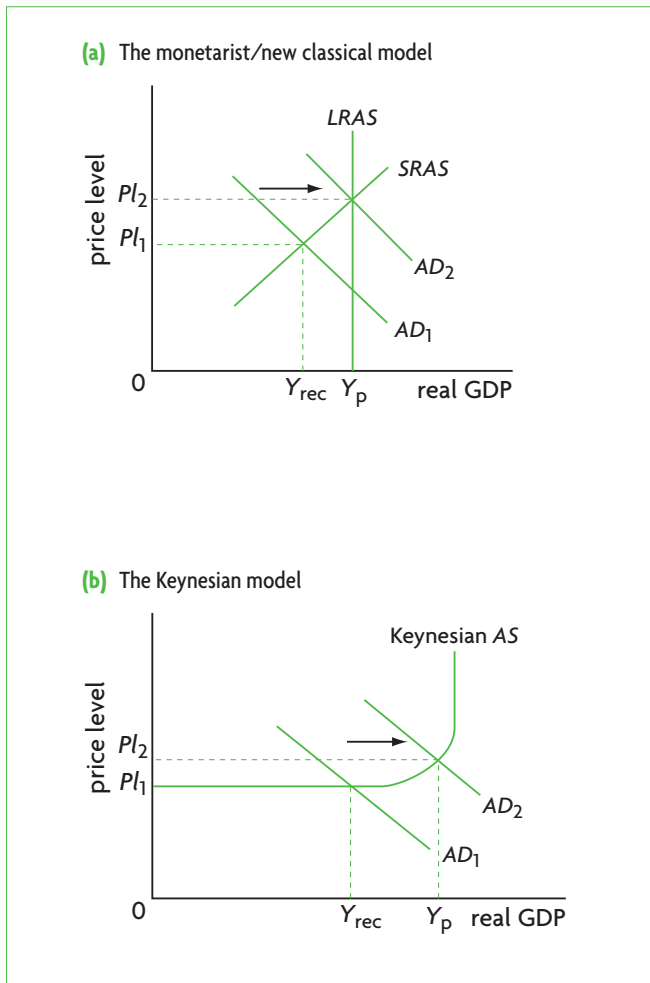 (a) The monetarist/new classical model
LRAS
SRAS
price level
Pl2
Pl1
AD2
AD1
0
Yrec
Yp
real GDP
(b) The Keynesian model
Keynesian AS
price level
Pl2
Pl1
AD2
AD1
0
Yrec
Yp
real GDP